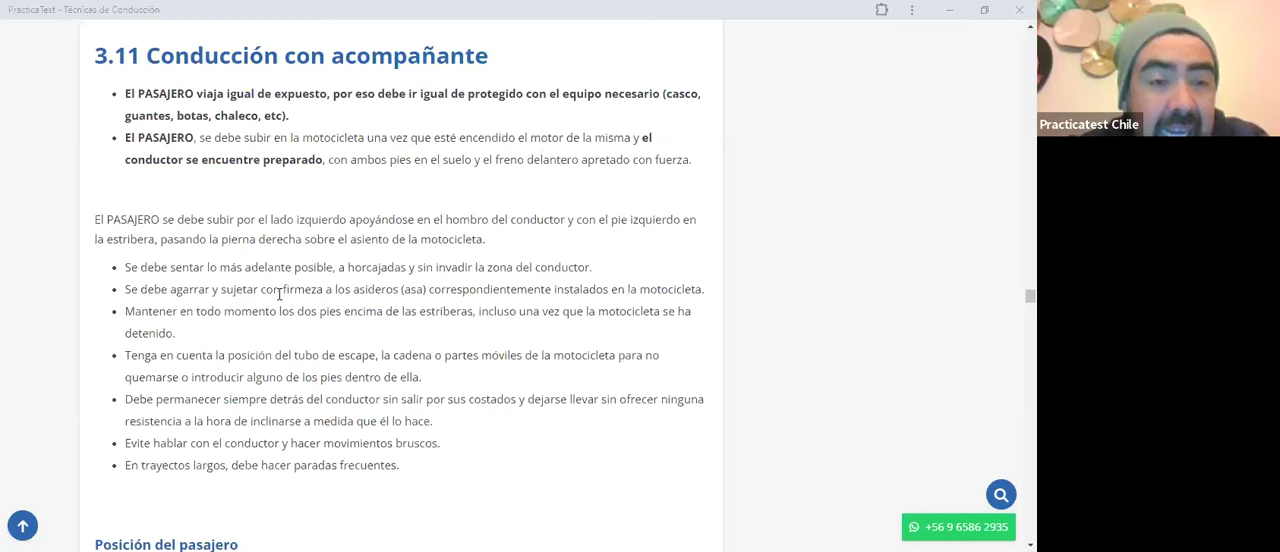 PracticaTest - Técnicas de Conducción
3.11 Conducción con acompañante
• El PASAJERO viaja igual de expuesto, por eso debe ir igual de protegido con el equipo necesario (casco,
guantes, botas, chaleco, etc).
• El PASAJERO, se debe subir en la motocicleta una vez que esté encendido el motor de la misma y el
conductor se encuentre preparado, con ambos pies en el suelo y el freno delantero apretado con fuerza.
El PASAJERO se debe subir por el lado izquierdo apoyándose en el hombro del conductor y con el pie izquierdo en
la estribera, pasando la pierna derecha sobre el asiento de la motocicleta.
• Se debe sentar lo más adelante posible, a horcajadas y sin invadir la zona del conductor.
• Se debe agarrar y sujetar con firmeza a los asideros (asa) correspondientemente instalados en la motocicleta.
• Mantener en todo momento los dos pies encima de las estriberas, incluso una vez que la motocicleta se ha
detenido.
• Tenga en cuenta la posición del tubo de escape, la cadena o partes móviles de la motocicleta para no
quemarse o introducir alguno de los pies dentro de ella.
• Debe permanecer siempre detrás del conductor sin salir por sus costados y dejarse llevar sin ofrecer ninguna
resistencia a la hora de inclinarse a medida que él lo hace.
• Evite hablar con el conductor y hacer movimientos bruscos.
• En trayectos largos, debe hacer paradas frecuentes.
Posición del pasajero
+56 9 6586 2935
Practicatest Chile